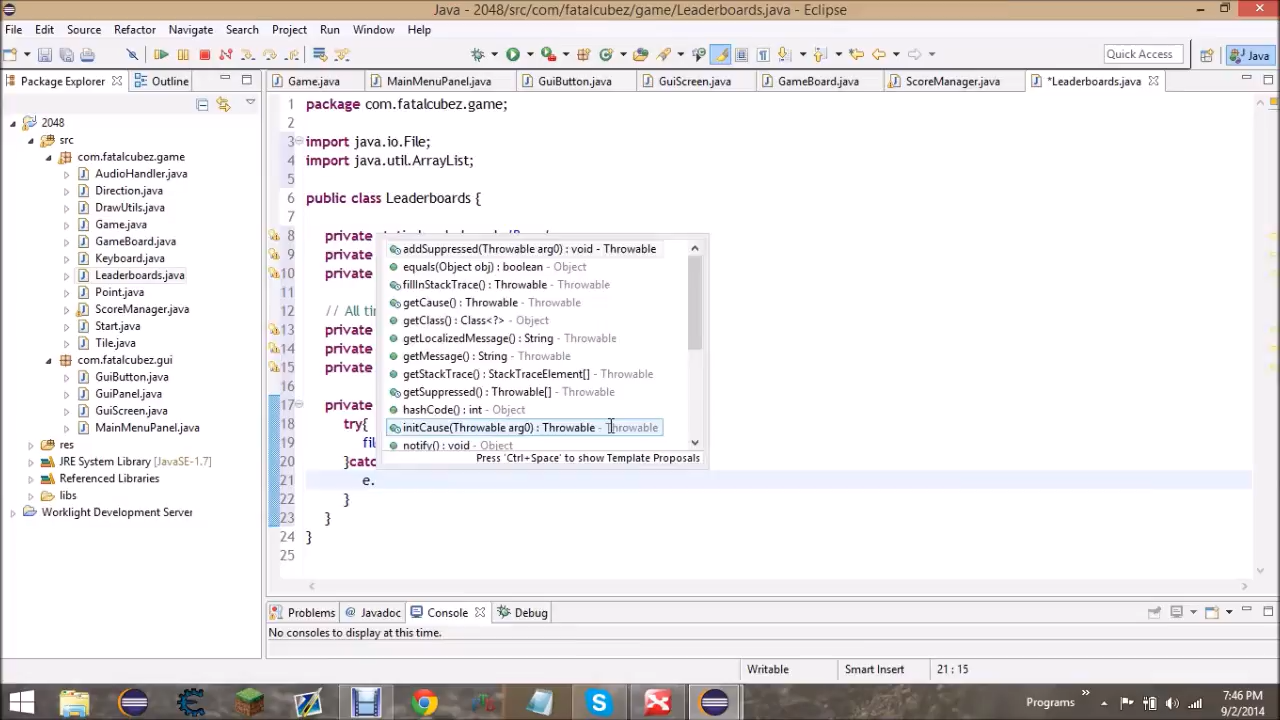 Java - 2048/src/com/fatalcubez/game/Leaderboards.java - Eclipse
File Edit Source Refactor Navigate Search Project Run Window Help
Quick Access Java
Package Explorer Outline
Game.java MainMenuPanel.java GuiButton.java GuiScreen.java GameBoard.java ScoreManager.java *Leaderboards.java
2048
src
com.fatalcubez.game
AudioHandler.java
Direction.java
DrawUtils.java
Game.java
GameBoard.java
Keyboard.java
Leaderboards.java
Point.java
ScoreManager.java
Start.java
Tile.java
com.fatalcubez.gui
GuiButton.java
GuiPanel.java
GuiScreen.java
MainMenuPanel.java
res
JRE System Library [JavaSE-1.7]
Referenced Libraries
libs
Worklight Development Server
1 package com.fatalcubez.game;
2
3 import java.io.File;
4 import java.util.ArrayList;
5
6 public class Leaderboards {
7
8 private
9 private
10 private
11
12 // All tim
13 private
14 private
15 private
16
17 private
18 try{
19 fil
20 }catc
21 e.
22 }
23 }
24 }
25
addSuppressed(Throwable arg0) : void - Throwable
equals(Object obj) : boolean - Object
fillInStackTrace() : Throwable - Throwable
getCause() : Throwable - Throwable
getClass() : Class<?> - Object
getLocalizedMessage() : String - Throwable
getMessage() : String - Throwable
getStackTrace() : StackTraceElement[] - Throwable
getSuppressed() : Throwable[] - Throwable
hashCode() : int - Object
initCause(Throwable arg0) : Throwable - Throwable
notify() : void - Object
Press 'Ctrl+Space' to show Template Proposals
Problems Javadoc Console Debug
No consoles to display at this time.
Writable Smart Insert 21 : 15
Programs » 7:46 PM
9/2/2014